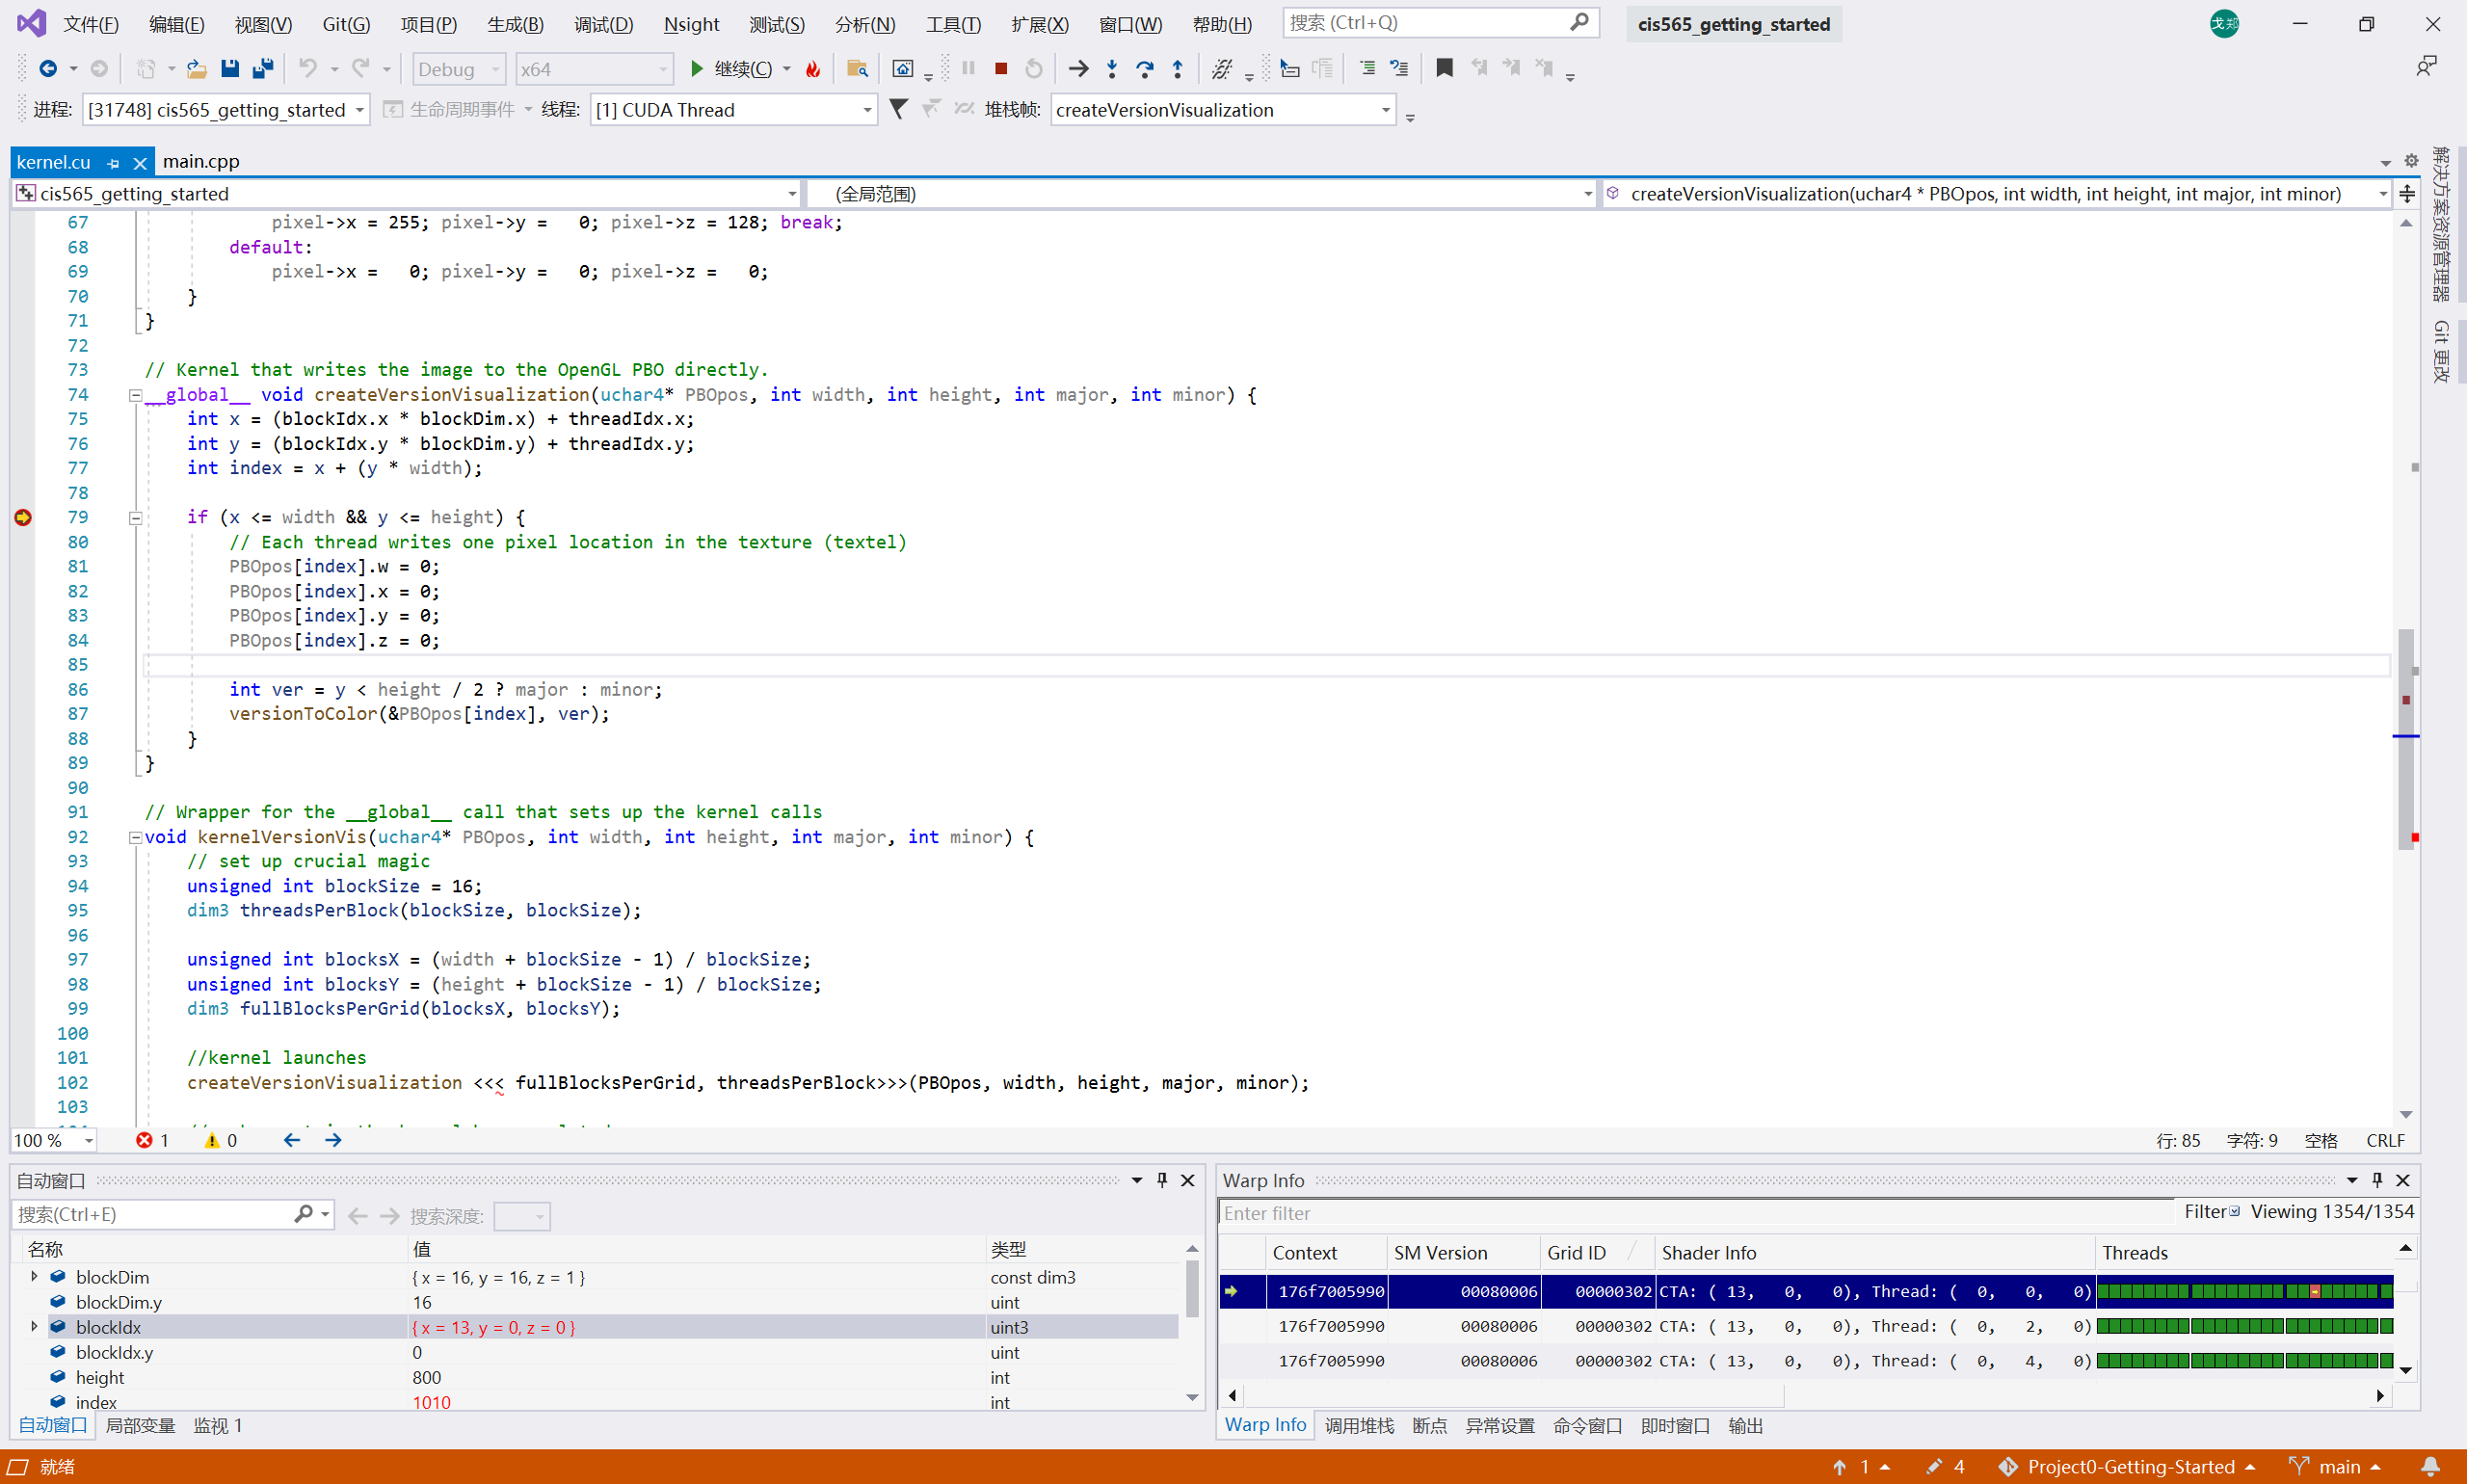 文件(F) 编辑(E) 视图(V) Git(G) 项目(P) 生成(B) 调试(D) Nsight 测试(S) 分析(N) 工具(T) 扩展(X) 窗口(W) 帮助(H) 搜索 (Ctrl+Q) cis565_getting_started 戈郑
Debug x64 继续(C)
进程: [31748] cis565_getting_started 生命周期事件 线程: [1] CUDA Thread 堆栈帧: createVersionVisualization
kernel.cu main.cpp
cis565_getting_started (全局范围) createVersionVisualization(uchar4 * PBOpos, int width, int height, int major, int minor)
67 pixel->x = 255; pixel->y =   0; pixel->z = 128; break;
68 default:
69 pixel->x =   0; pixel->y =   0; pixel->z =   0;
70 }
71 }
72
73 // Kernel that writes the image to the OpenGL PBO directly.
74 __global__ void createVersionVisualization(uchar4* PBOpos, int width, int height, int major, int minor) {
75 int x = (blockIdx.x * blockDim.x) + threadIdx.x;
76 int y = (blockIdx.y * blockDim.y) + threadIdx.y;
77 int index = x + (y * width);
78
79 if (x <= width && y <= height) {
80 // Each thread writes one pixel location in the texture (textel)
81 PBOpos[index].w = 0;
82 PBOpos[index].x = 0;
83 PBOpos[index].y = 0;
84 PBOpos[index].z = 0;
85
86 int ver = y < height / 2 ? major : minor;
87 versionToColor(&PBOpos[index], ver);
88 }
89 }
90
91 // Wrapper for the __global__ call that sets up the kernel calls
92 void kernelVersionVis(uchar4* PBOpos, int width, int height, int major, int minor) {
93 // set up crucial magic
94 unsigned int blockSize = 16;
95 dim3 threadsPerBlock(blockSize, blockSize);
96
97 unsigned int blocksX = (width + blockSize - 1) / blockSize;
98 unsigned int blocksY = (height + blockSize - 1) / blockSize;
99 dim3 fullBlocksPerGrid(blocksX, blocksY);
100
101 //kernel launches
102 createVersionVisualization <<< fullBlocksPerGrid, threadsPerBlock>>>(PBOpos, width, height, major, minor);
103
解决方案资源管理器
Git 更改
100 % 1 0 行: 85 字符: 9 空格 CRLF
自动窗口
搜索(Ctrl+E) 搜索深度:
名称 值 类型
blockDim { x = 16, y = 16, z = 1 } const dim3
blockDim.y 16 uint
blockIdx { x = 13, y = 0, z = 0 } uint3
blockIdx.y 0 uint
height 800 int
index 1010 int
自动窗口 局部变量 监视 1
Warp Info
Enter filter Filter Viewing 1354/1354
Context SM Version Grid ID Shader Info Threads
176f7005990 00080006 00000302 CTA: ( 13,   0,   0), Thread: (  0,   0,   0)
176f7005990 00080006 00000302 CTA: ( 13,   0,   0), Thread: (  0,   2,   0)
176f7005990 00080006 00000302 CTA: ( 13,   0,   0), Thread: (  0,   4,   0)
Warp Info 调用堆栈 断点 异常设置 命令窗口 即时窗口 输出
就绪 1 4 Project0-Getting-Started main